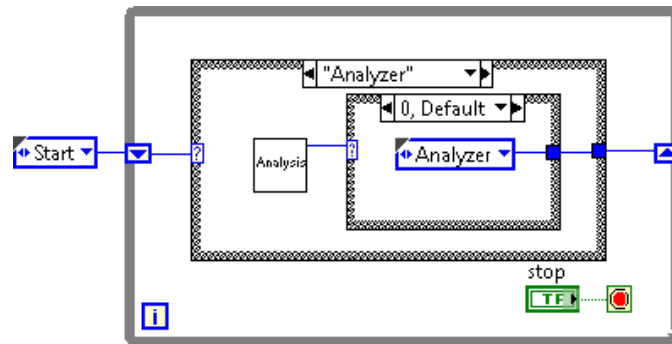 "Analyzer"
0, Default
Start
?
Analysis
?
Analyzer
stop
TF
i